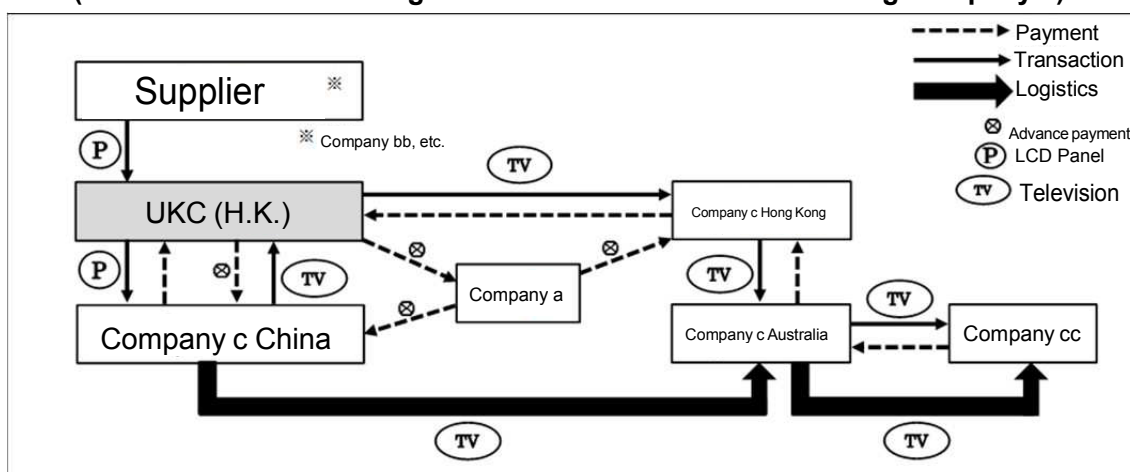 Payment
Transaction
Logistics
⊗ Advance payment
Ⓟ LCD Panel
TV Television
Supplier ※
※ Company bb, etc.
P
TV
UKC (H.K.)
Company c Hong Kong
P
⊗
TV
⊗
Company a
⊗
⊗
TV
TV
Company c China
Company c Australia
Company cc
TV
TV